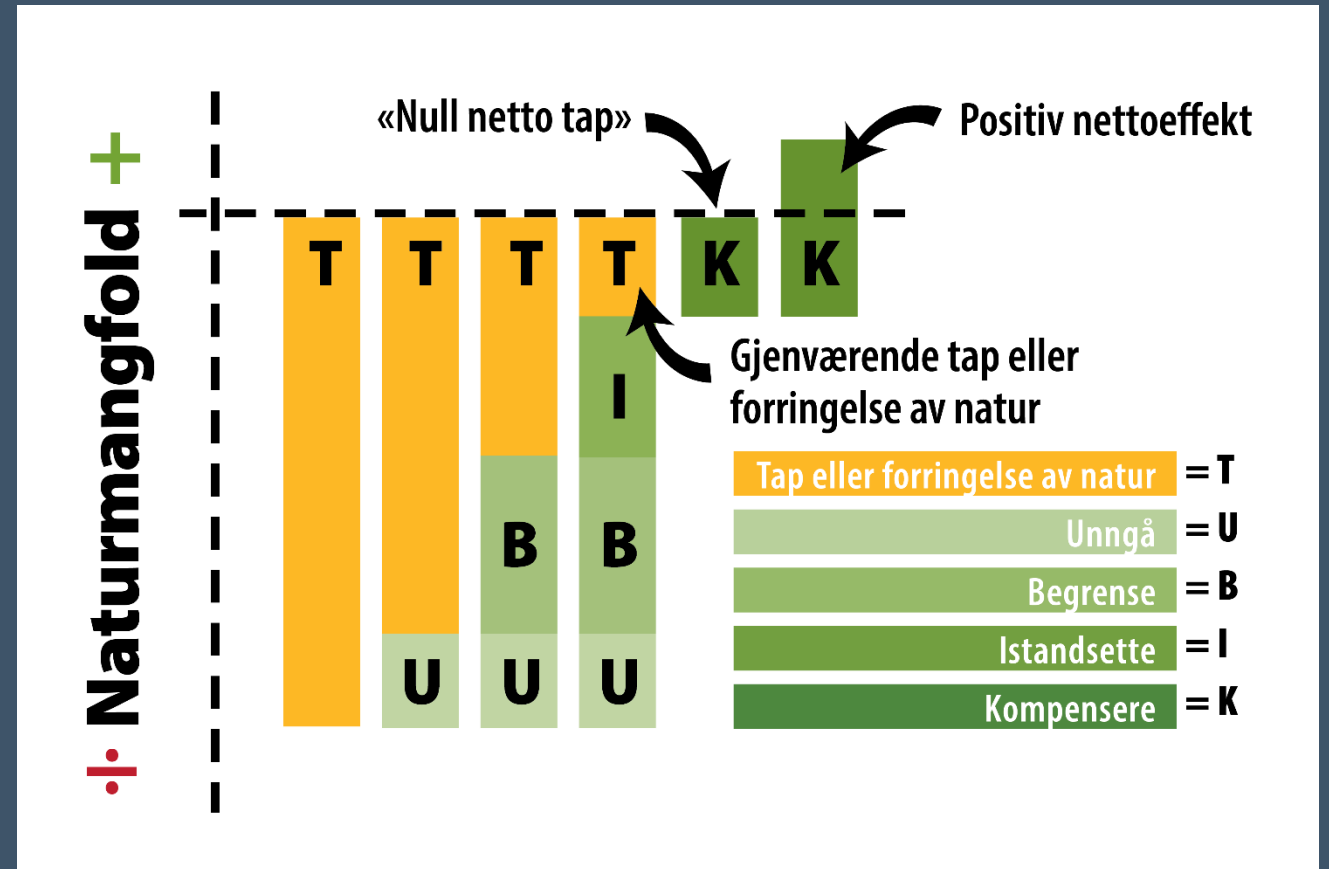 ÷ Naturmangfold +
«Null netto tap»
Positiv nettoeffekt
T T T T K K
Gjenværende tap eller
forringelse av natur
I
B B
U U U
Tap eller forringelse av natur = T
Unngå = U
Begrense = B
Istandsette = I
Kompensere = K